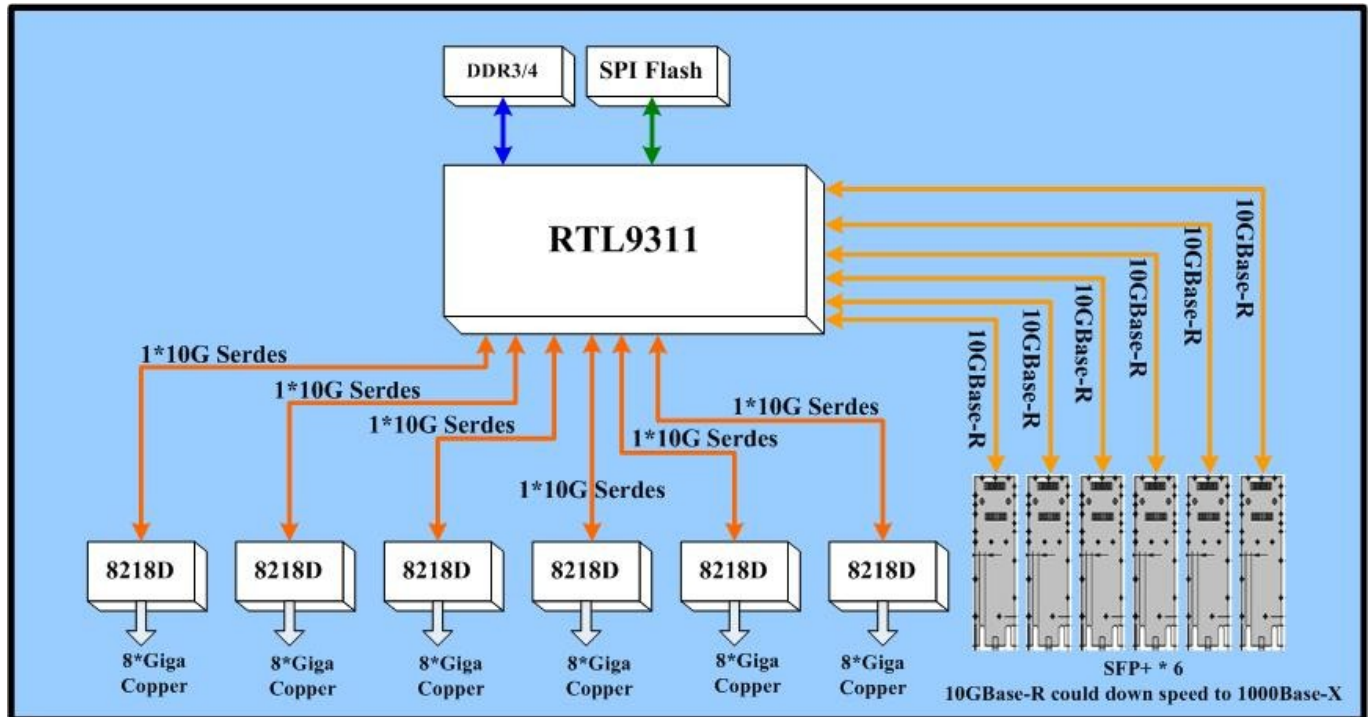 DDR3/4
SPI Flash
RTL9311
10GBase-R
10GBase-R
10GBase-R
10GBase-R
10GBase-R
10GBase-R
1*10G Serdes
1*10G Serdes
1*10G Serdes
1*10G Serdes
1*10G Serdes
1*10G Serdes
8218D
8218D
8218D
8218D
8218D
8218D
8*Giga
Copper
8*Giga
Copper
8*Giga
Copper
8*Giga
Copper
8*Giga
Copper
8*Giga
Copper
SFP+ * 6
10GBase-R could down speed to 1000Base-X